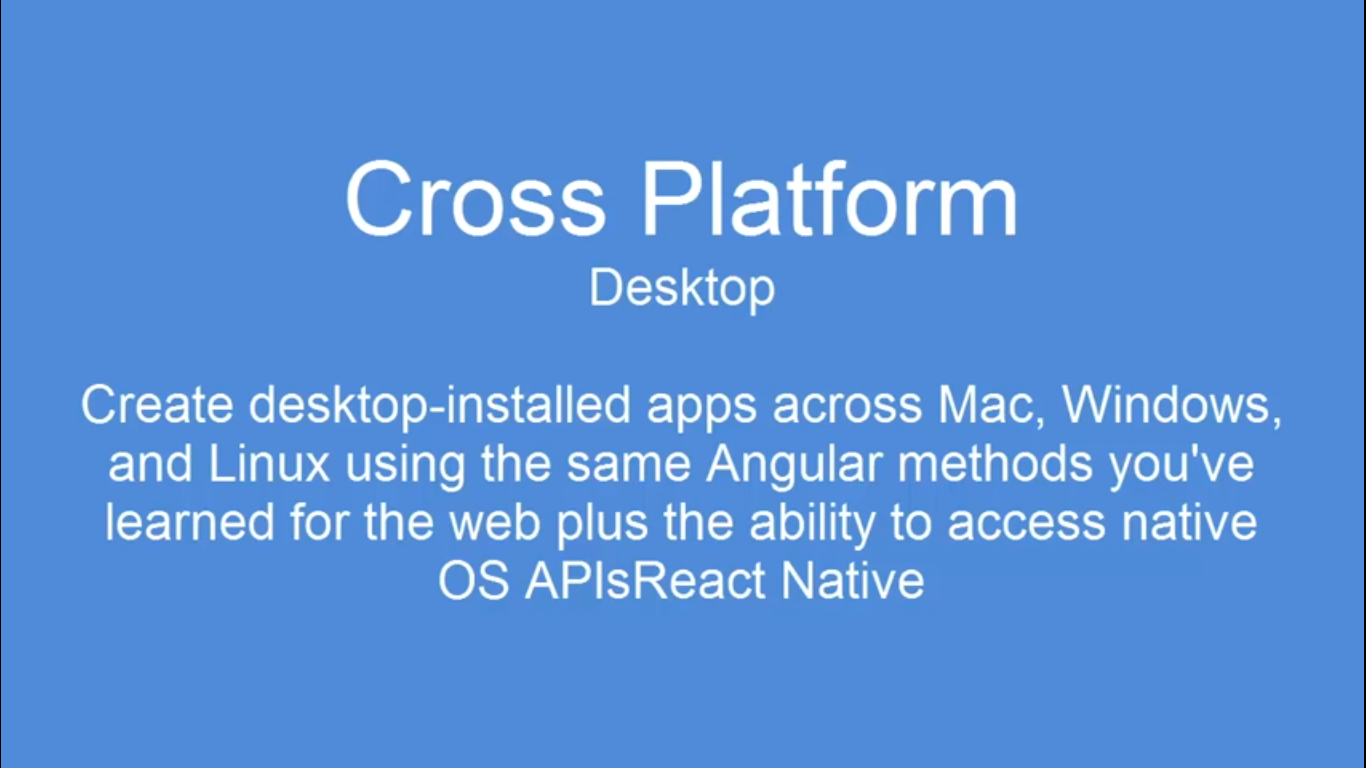 Cross Platform
Desktop
Create desktop-installed apps across Mac, Windows,
and Linux using the same Angular methods you've
learned for the web plus the ability to access native
OS APIsReact Native